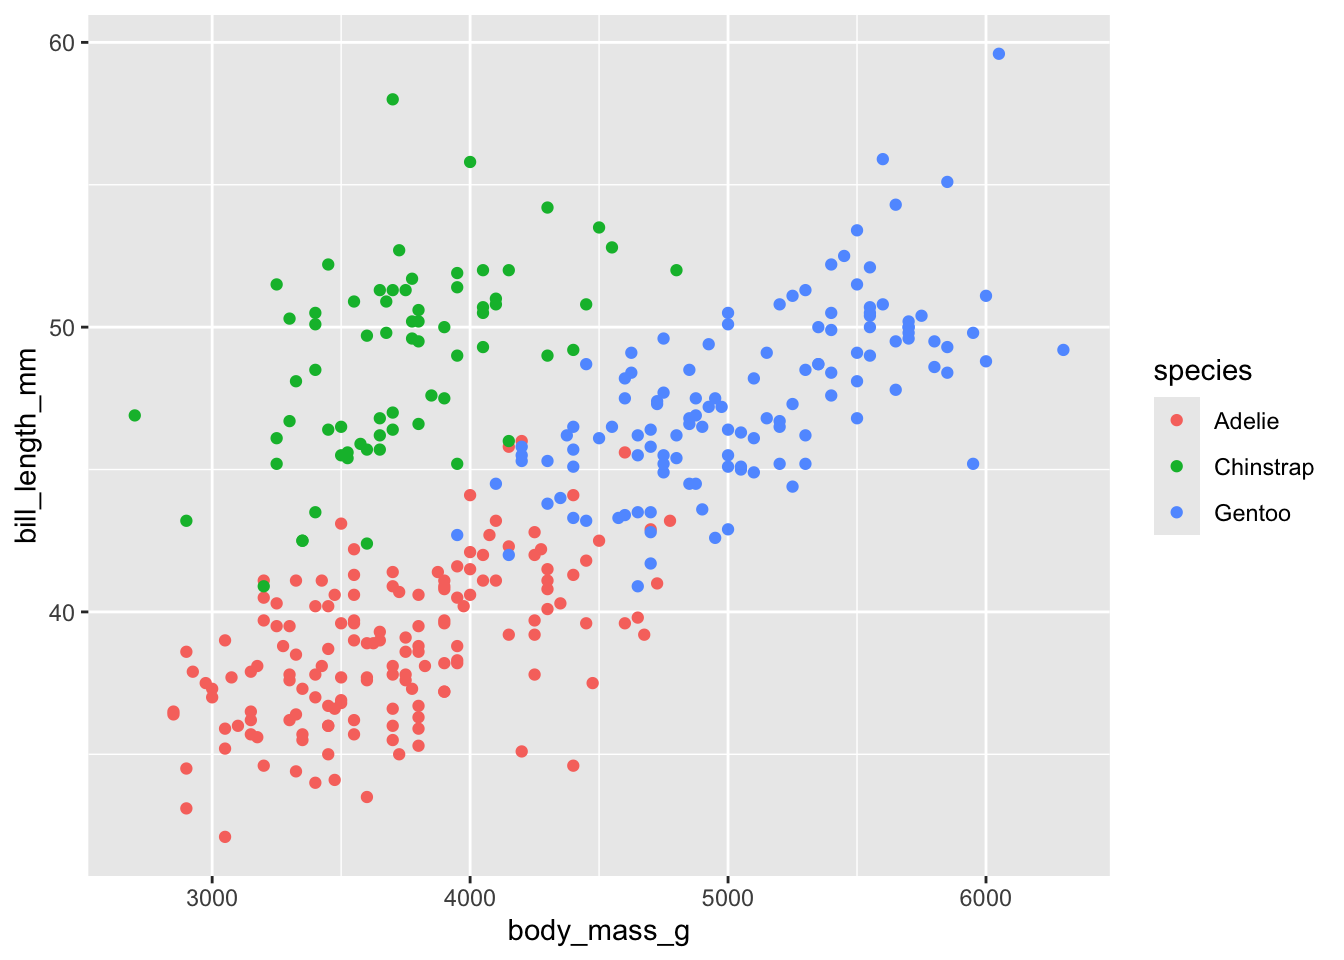 60
50
40
bill_length_mm
3000 4000 5000 6000
body_mass_g
species
Adelie
Chinstrap
Gentoo